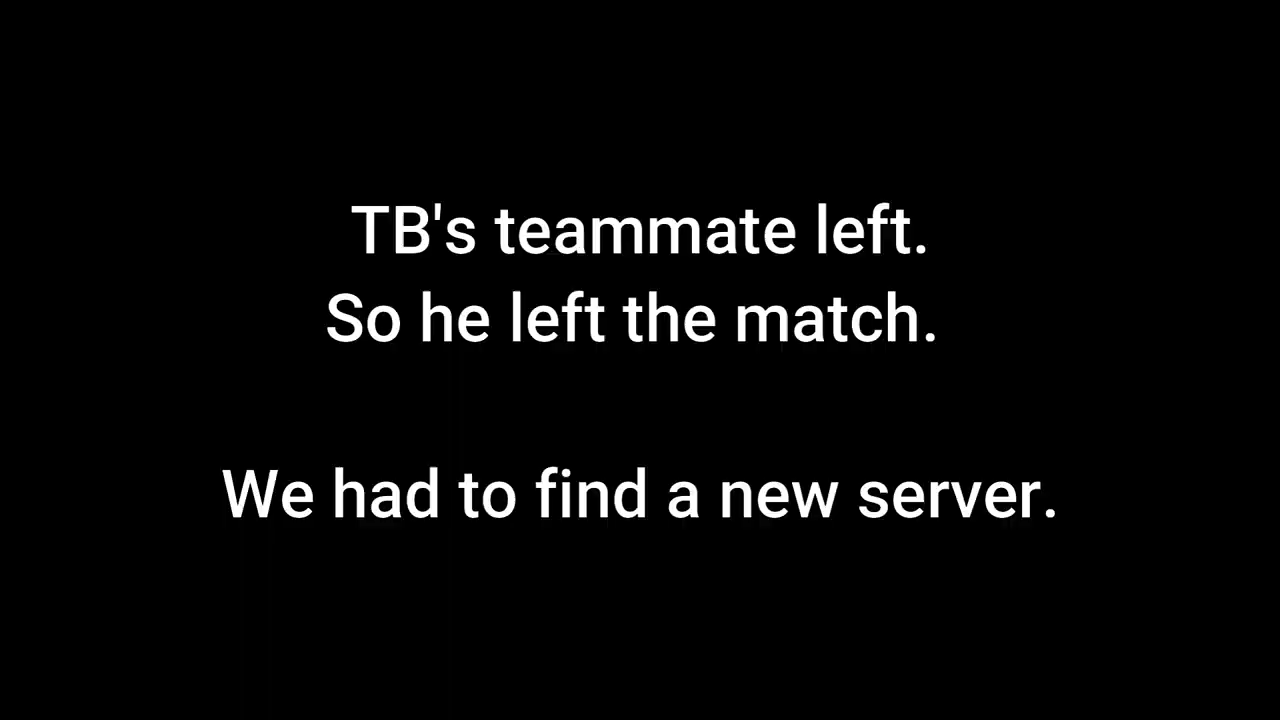 TB's teammate left.
So he left the match.
We had to find a new server.